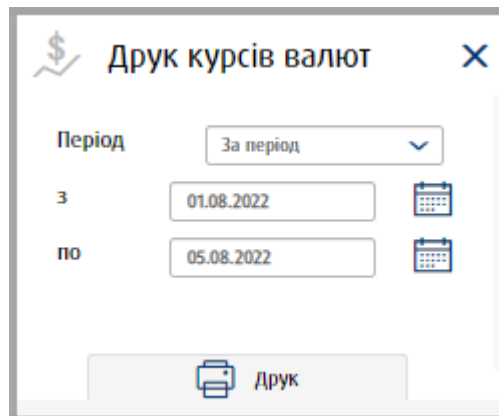 Друк курсів валют
Період За період
з 01.08.2022
по 05.08.2022
Друк